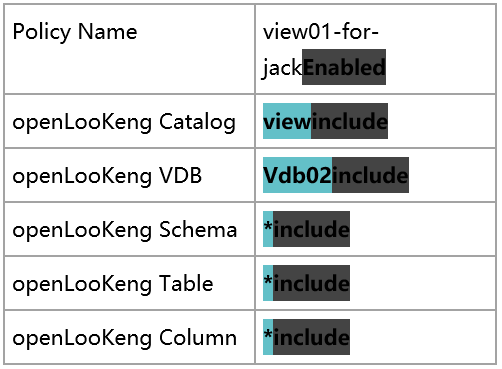 Policy Name
view01-for-
jackEnabled
openLooKeng Catalog
viewinclude
openLooKeng VDB
Vdb02include
openLooKeng Schema
*include
openLooKeng Table
*include
openLooKeng Column
*include